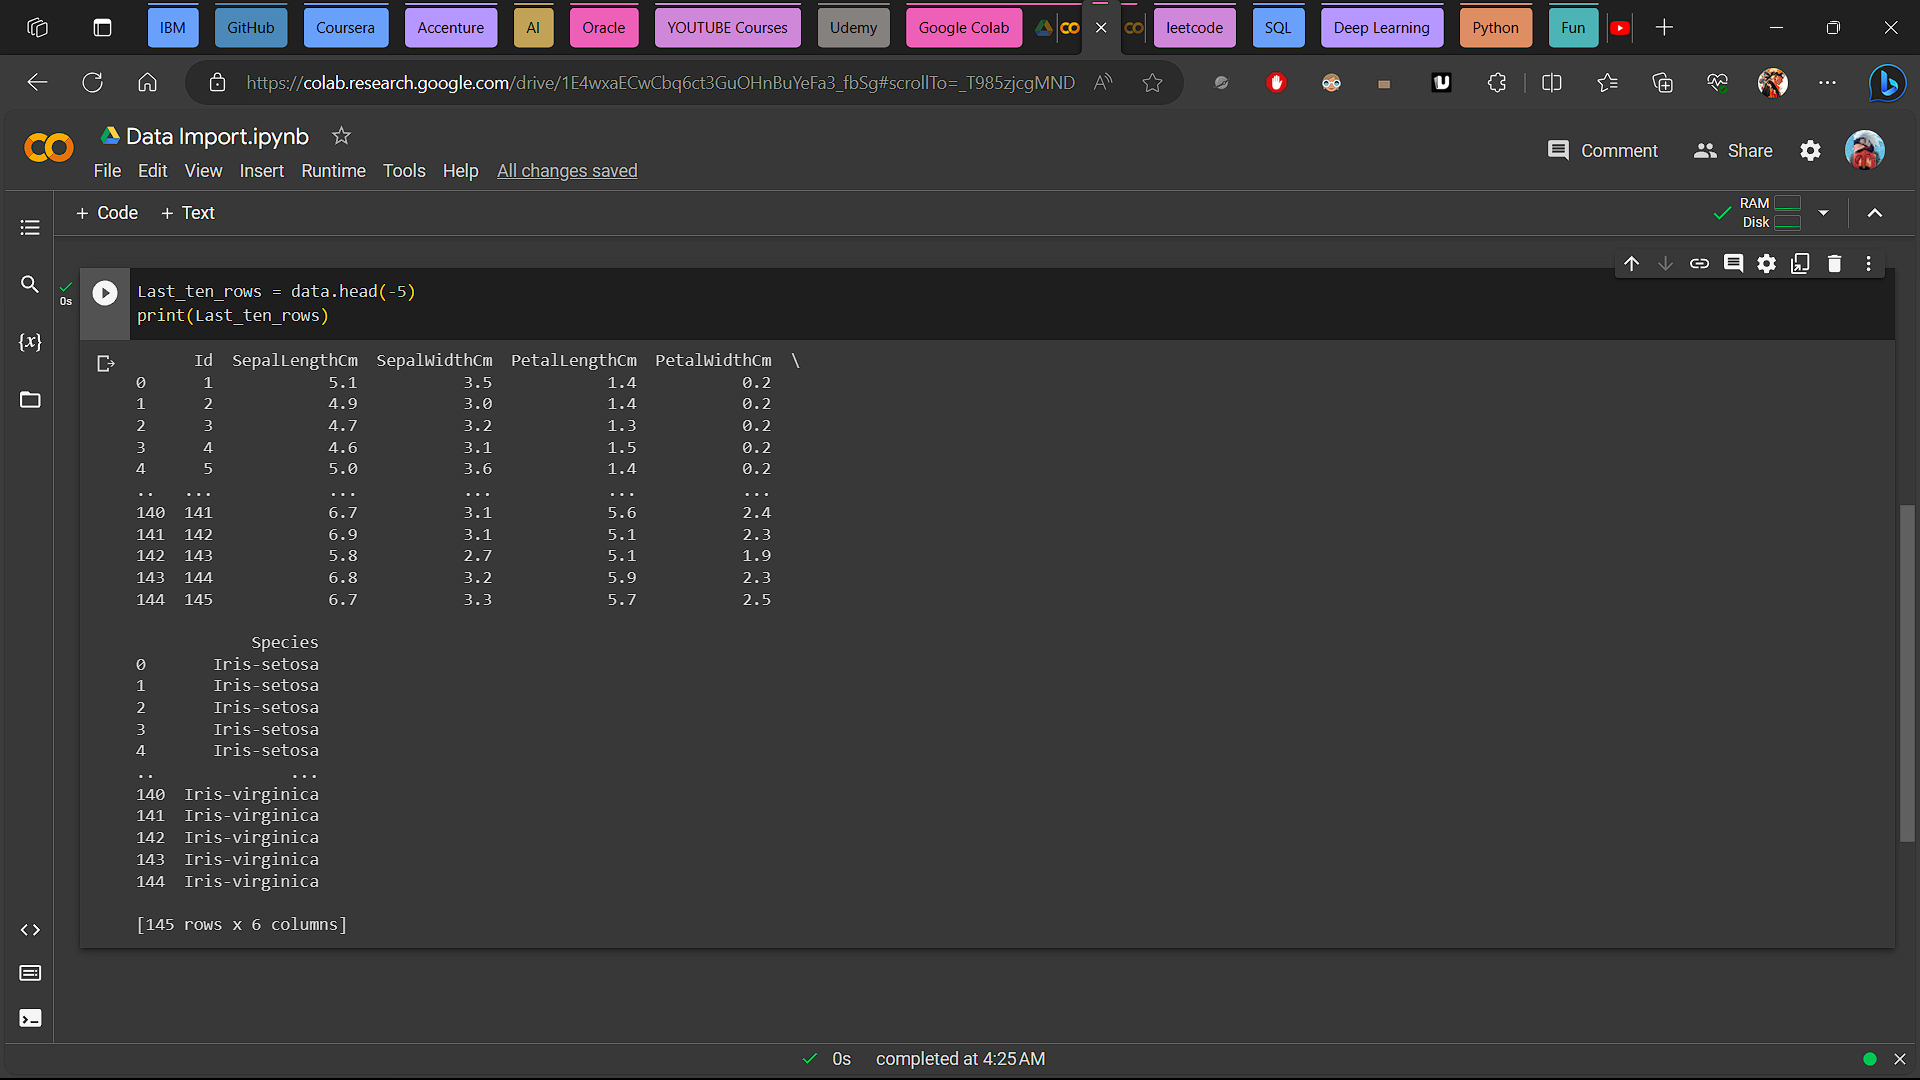 IBM GitHub Coursera Accenture AI Oracle YOUTUBE Courses Udemy Google Colab leetcode SQL Deep Learning Python Fun
https://colab.research.google.com/drive/1E4wxaECwCbq6ct3GuOHnBuYeFa3_fbSg#scrollTo=_T985zjcgMND
Data Import.ipynb
Comment Share
File Edit View Insert Runtime Tools Help All changes saved
+ Code + Text
RAM
Disk
0s
Last_ten_rows = data.head(-5)
print(Last_ten_rows)
{x}
Id SepalLengthCm SepalWidthCm PetalLengthCm PetalWidthCm \
0 1 5.1 3.5 1.4 0.2
1 2 4.9 3.0 1.4 0.2
2 3 4.7 3.2 1.3 0.2
3 4 4.6 3.1 1.5 0.2
4 5 5.0 3.6 1.4 0.2
.. ... ... ... ... ...
140 141 6.7 3.1 5.6 2.4
141 142 6.9 3.1 5.1 2.3
142 143 5.8 2.7 5.1 1.9
143 144 6.8 3.2 5.9 2.3
144 145 6.7 3.3 5.7 2.5
Species
0 Iris-setosa
1 Iris-setosa
2 Iris-setosa
3 Iris-setosa
4 Iris-setosa
.. ...
140 Iris-virginica
141 Iris-virginica
142 Iris-virginica
143 Iris-virginica
144 Iris-virginica
[145 rows x 6 columns]
0s completed at 4:25 AM